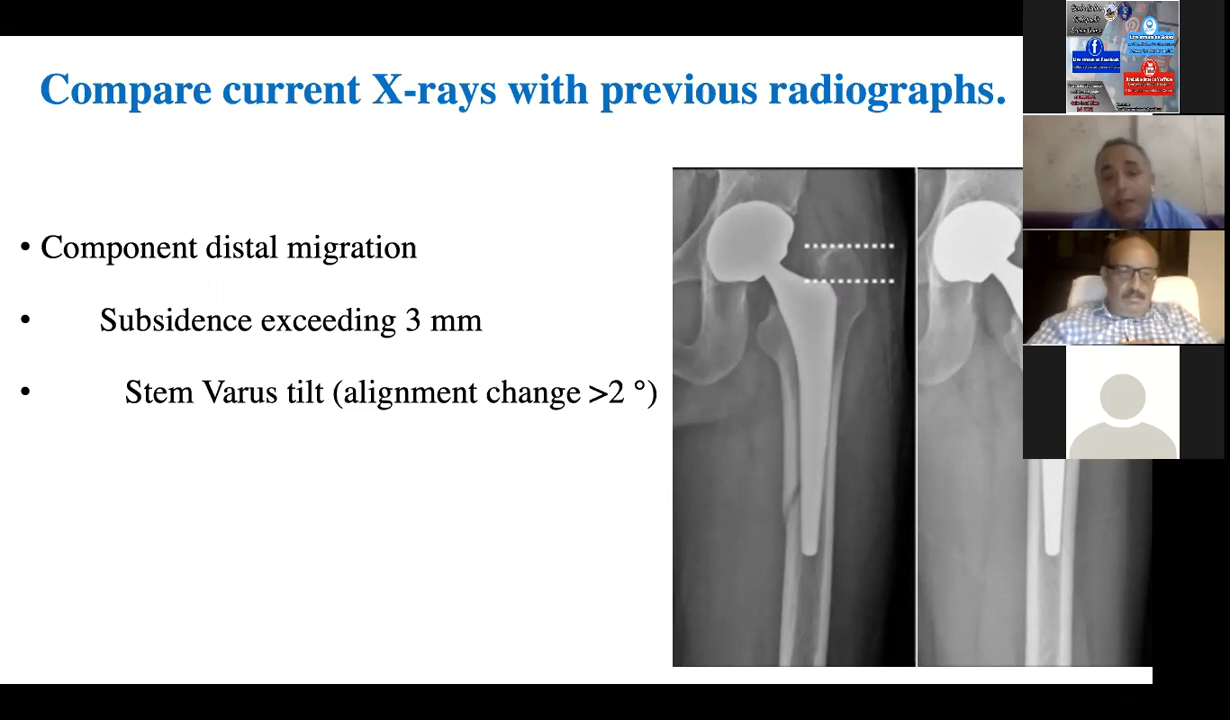 Compare current X-rays with previous radiographs.
• Component distal migration
• Subsidence exceeding 3 mm
• Stem Varus tilt (alignment change >2 °)